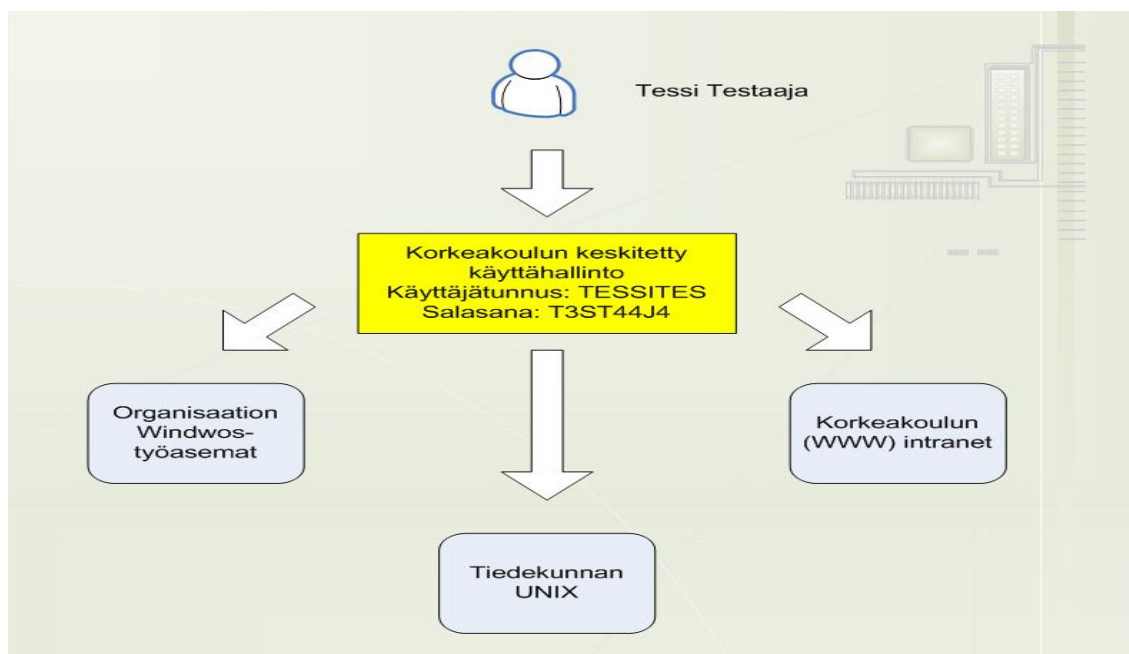 Tessi Testaaja
Korkeakoulun keskitetty
käyttähallinto
Käyttäjätunnus: TESSITES
Salasana: T3ST44J4
Organisaation
Windwos-
työasemat
Korkeakoulun
(WWW) intranet
Tiedekunnan
UNIX